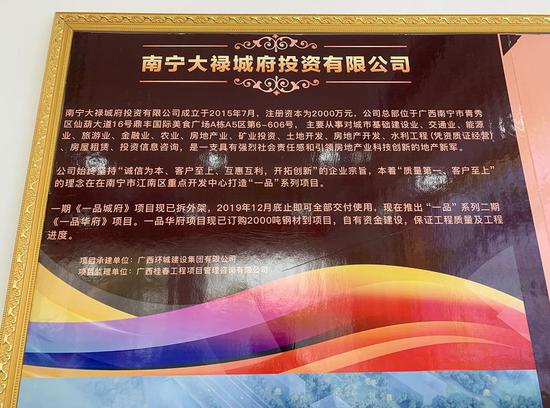 南宁大禄城府投资有限公司
南宁大禄城府投资有限公司成立于2015年7月，注册资本为2000万元，公司总部位于广西南宁市青秀
区仙葫大道16号鼎丰国际美食广场A栋A5区第6-606号，主要从事对城市基础建设业、交通业、能源
业、旅游业、金融业、农业、房地产业、矿业投资、土地开发、房产开发、水利工程(凭资质证经营)
、房屋租赁、投资信息咨询，是一支具有强烈社会责任感和引领房地产业科技创新的地产新军。
公司始终坚持“诚信为本、客户至上、互惠互利，开拓创新”的企业宗旨，本着“质量第一、客户至上”
的理念在在南宁市江南区重点开发中心打造“一品”系列项目。
一期《一品城府》项目现已拆外架，2019年12月底止即可全部交付使用，现在推出“一品”系列二期
《一品华府》项目。一品华府项目现已订购2000吨钢材到项目，自有资金建设，保证工程质量及工程
进度。
项目承建单位：广西环城建设集团有限公司
项目监理单位：广西桂春工程项目管理咨询有限公司